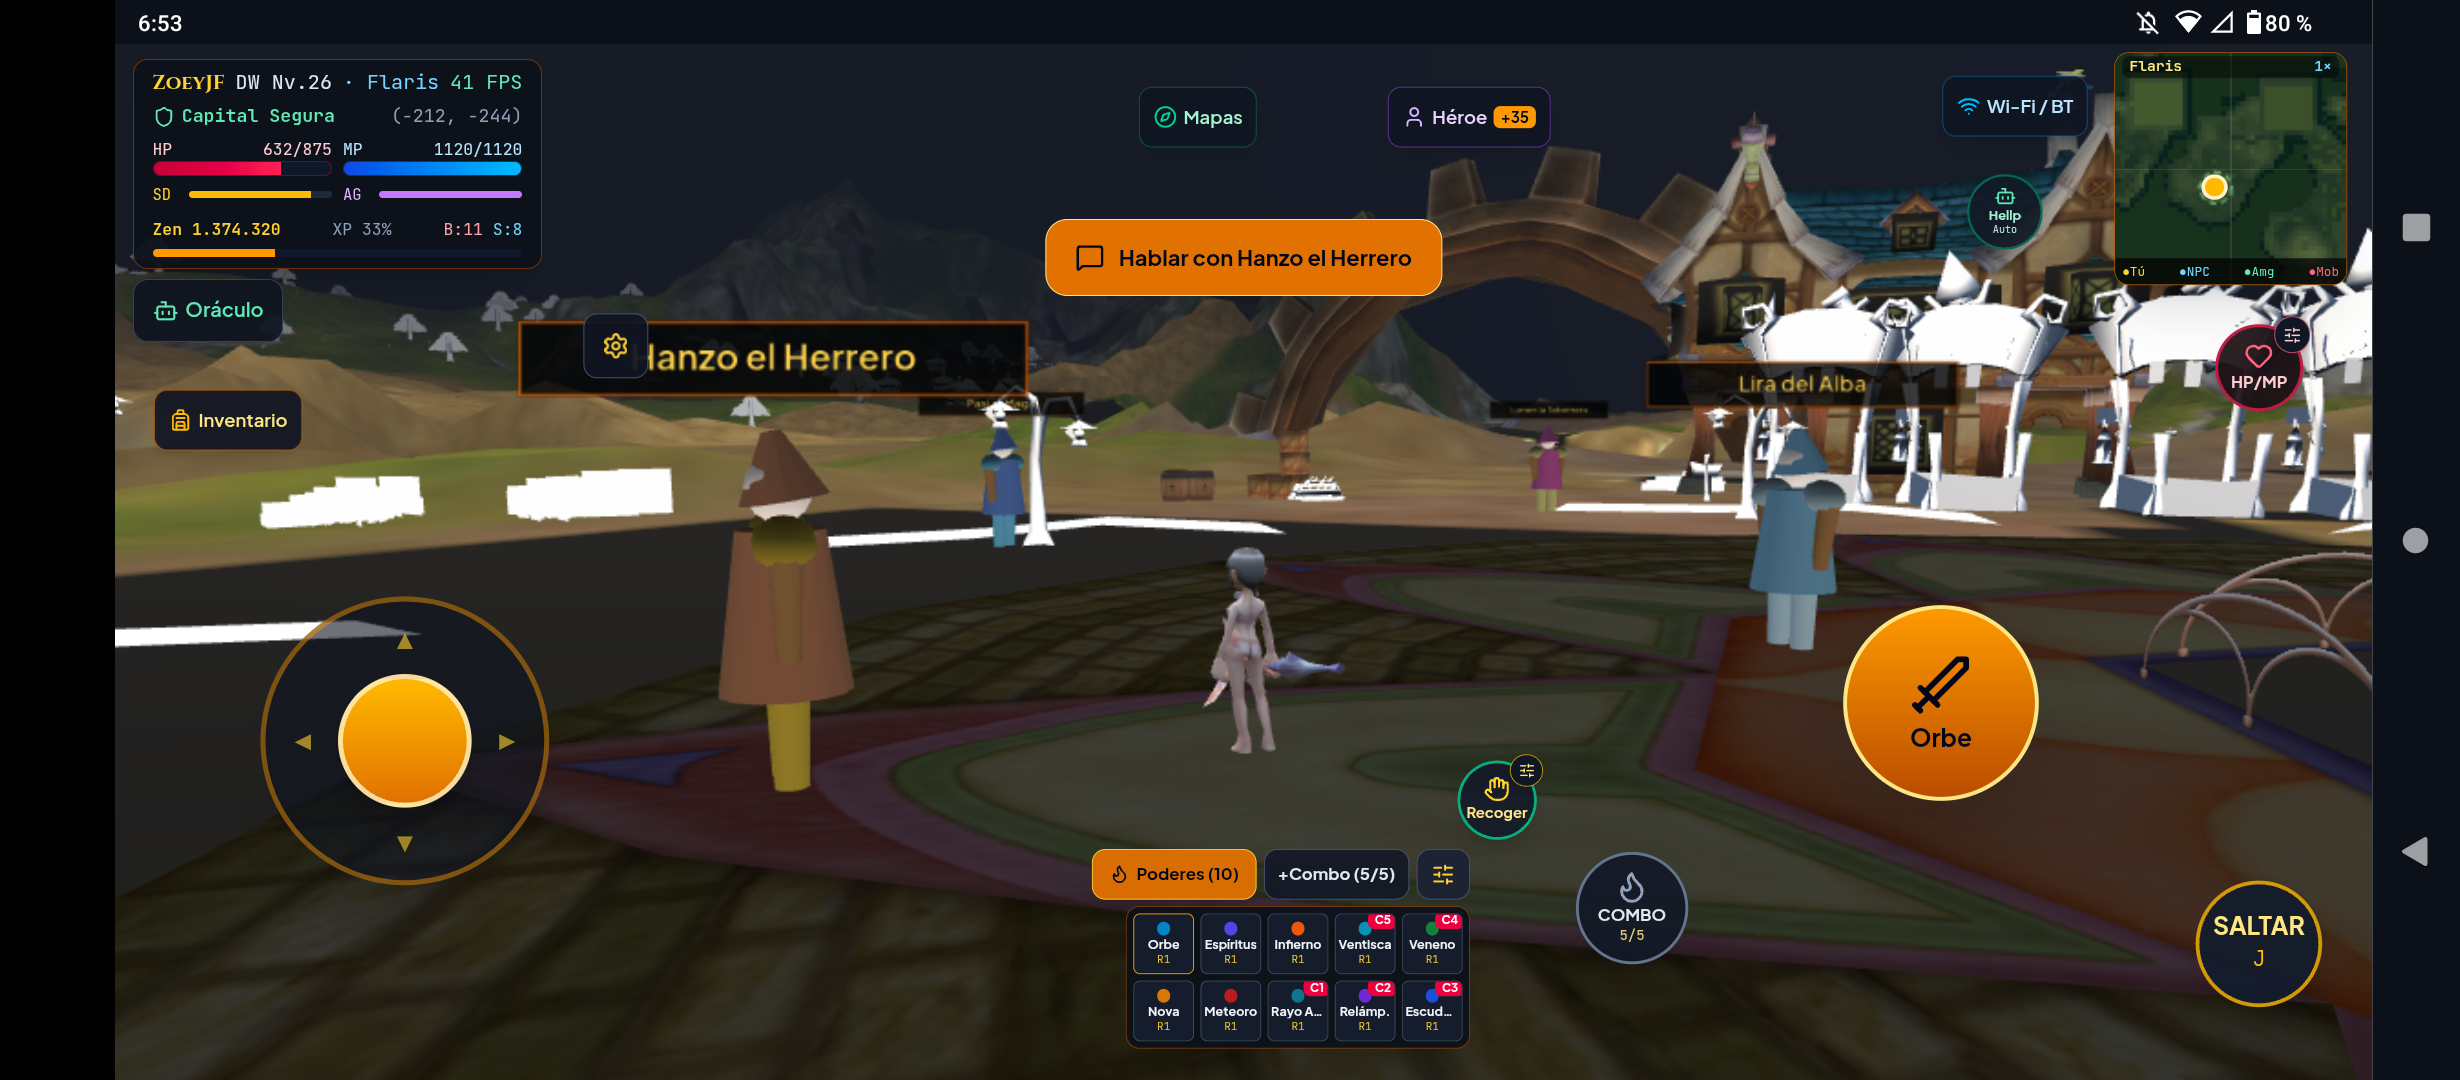 6:53
80 %
ZoeyJF DW Nv.26 · Flaris 41 FPS
Capital Segura (-212, -244)
HP 632/875 MP 1120/1120
SD AG
Zen 1.374.320 XP 33% B:11 S:8
Mapas
Héroe +35
Wi-Fi / BT
Flaris 1×
Tú NPC Amg Mob
Hellp
Auto
Hablar con Hanzo el Herrero
Oráculo
Hanzo el Herrero
Lira del Alba
HP/MP
Inventario
Orbe
Recoger
Poderes (10)
+Combo (5/5)
COMBO
5/5
SALTAR
J
C5 C4
Orbe Espíritus Infierno Ventisca Veneno
R1 R1 R1 R1 R1
C1 C2 C3
Nova Meteoro Rayo A... Relámp. Escud...
R1 R1 R1 R1 R1